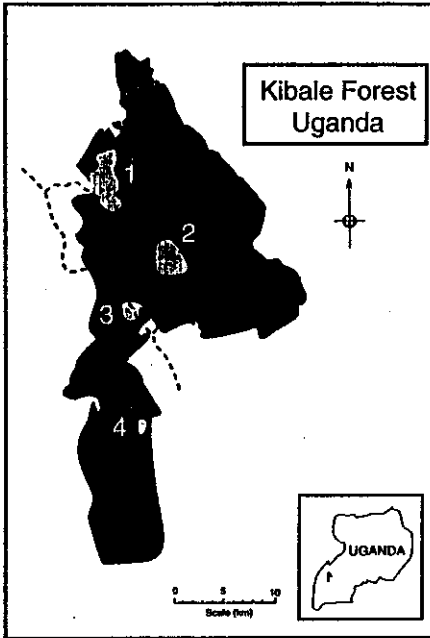 Kibale Forest
Uganda
N
1
2
3
4
UGANDA
0 5 10
Scale (km)